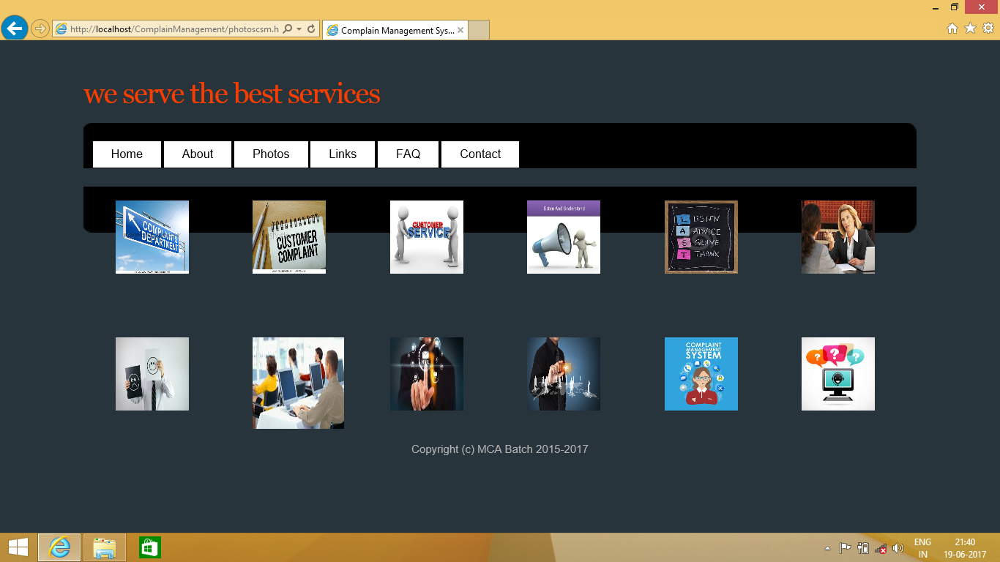 http://localhost/ComplainManagement/photoscsm.h
Complain Management Sys...
we serve the best services
Home
About
Photos
Links
FAQ
Contact
COMPLAINTS
DEPARTMENT
CUSTOMER
COMPLAINT
CUSTOMER
SERVICE
Listen And Understand
L LISTEN
A ADVICE
S SOLVE
T THANK
COMPLAINT
MANAGEMENT
SYSTEM
? ? ?
Copyright (c) MCA Batch 2015-2017
ENG
IN
21:40
19-06-2017